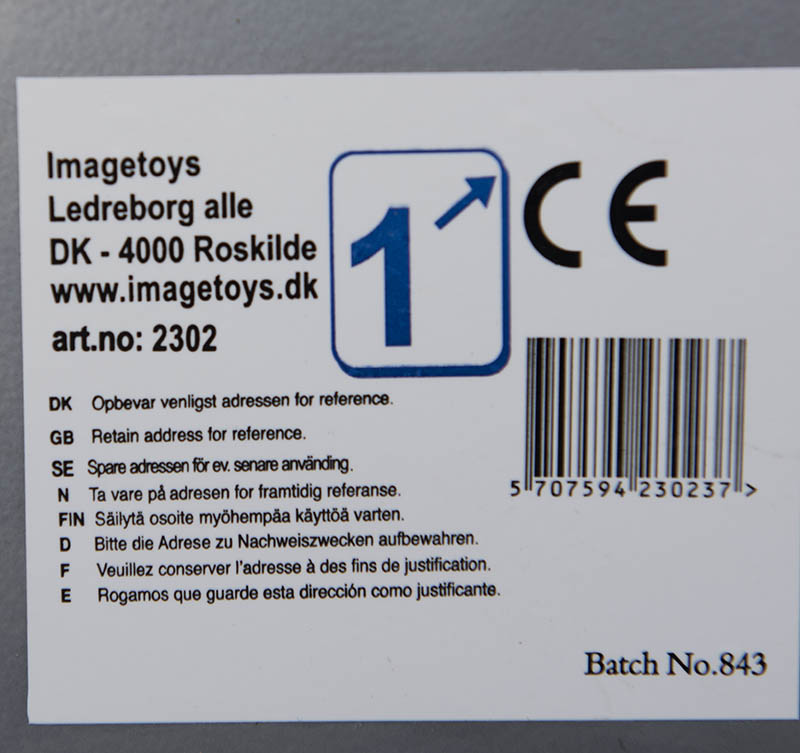 Imagetoys
Ledreborg alle
DK - 4000 Roskilde
www.imagetoys.dk
art.no: 2302
1
CE
DK Opbevar venligst adressen for reference.
GB Retain address for reference.
SE Spare adressen för ev. senare använding.
N Ta vare på adresen for framtidig referanse.
FIN Säilytä osoite myöhempäa käyttöä varten.
D Bitte die Adrese zu Nachweiszwecken aufbewahren.
F Veuillez conserver l'adresse à des fins de justification.
E Rogamos que guarde esta dirección como justificante.
5 707594 230237 >
Batch No.843